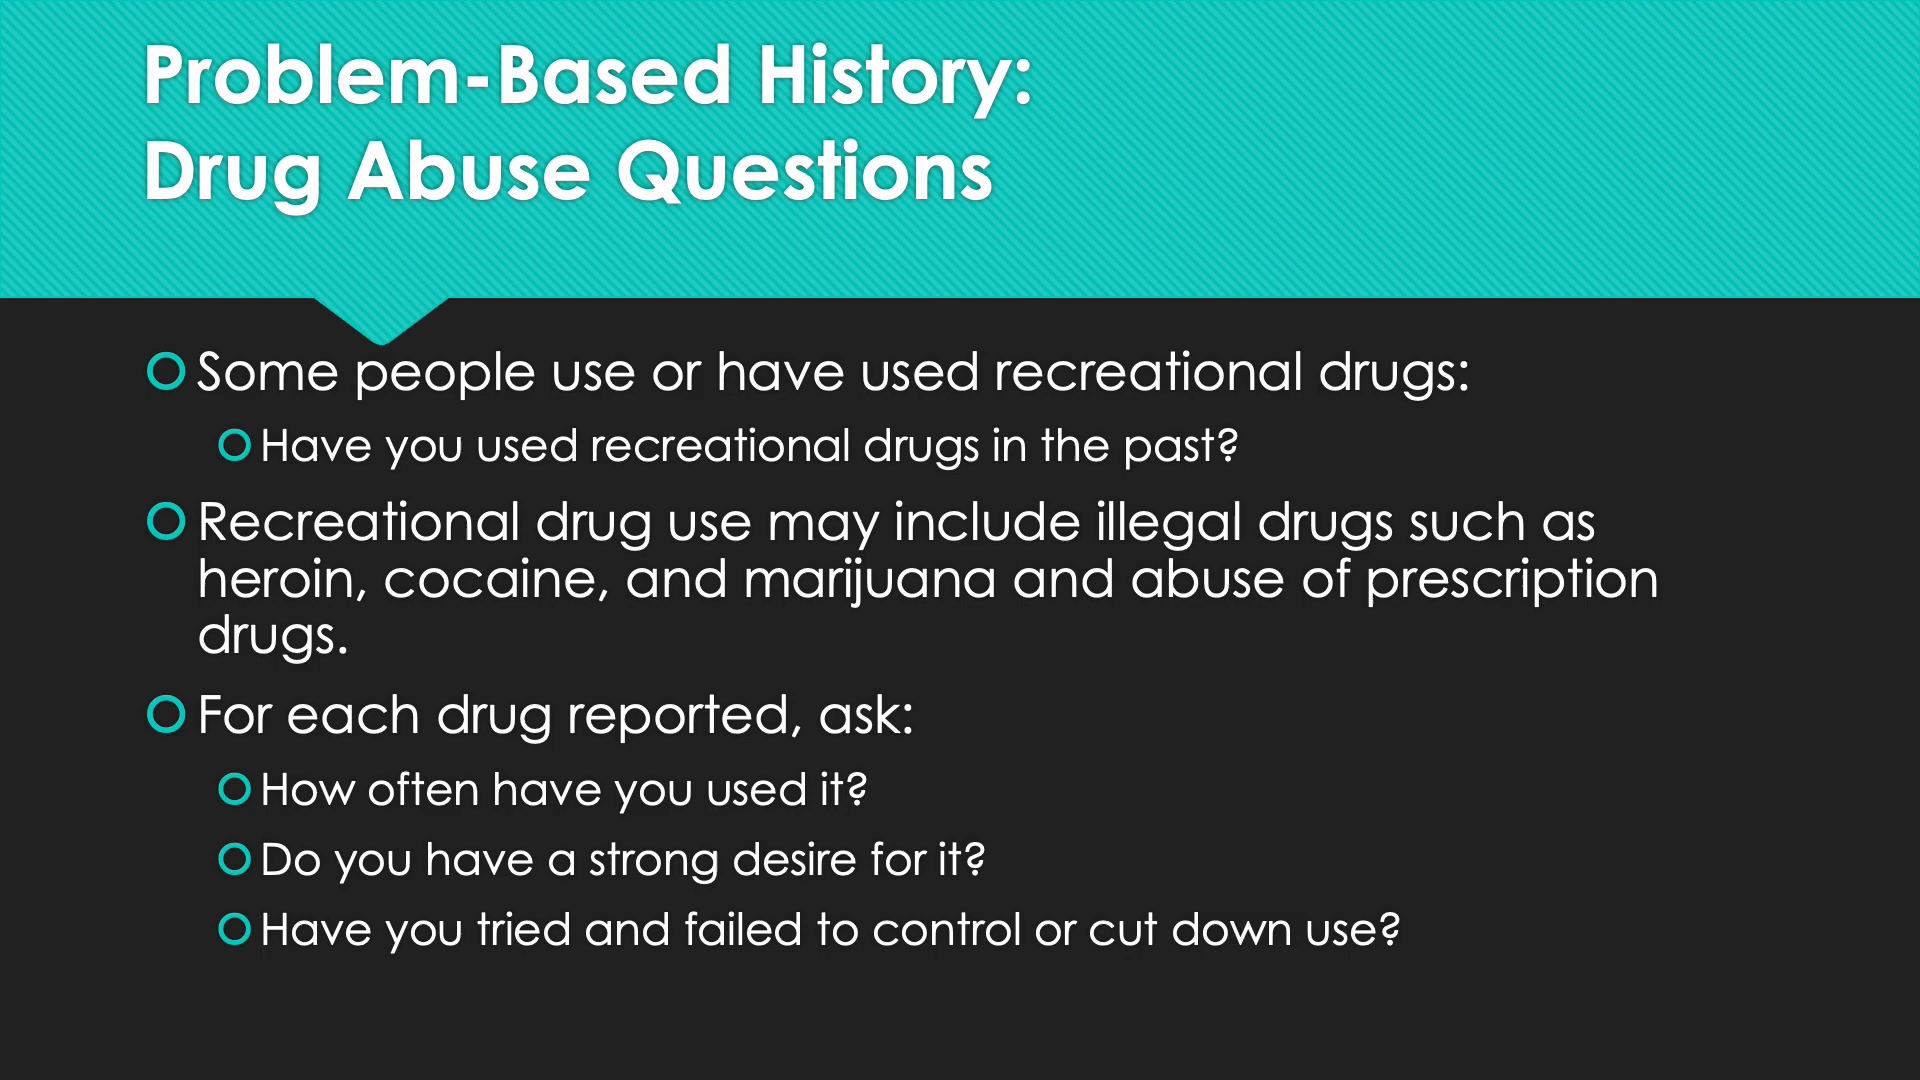 Problem-Based History:
Drug Abuse Questions
Some people use or have used recreational drugs:
Have you used recreational drugs in the past?
Recreational drug use may include illegal drugs such as
heroin, cocaine, and marijuana and abuse of prescription
drugs.
For each drug reported, ask:
How often have you used it?
Do you have a strong desire for it?
Have you tried and failed to control or cut down use?